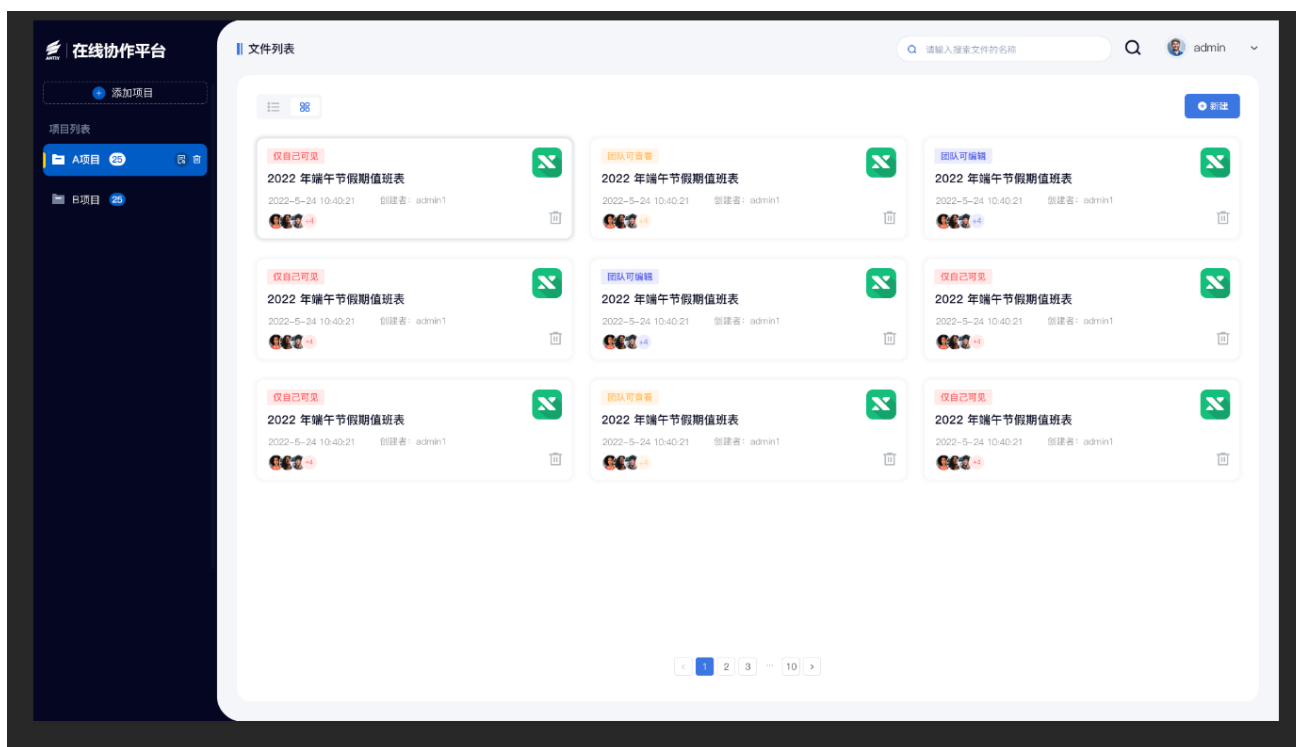 在线协作平台
文件列表
请输入搜索文件的名称
admin
添加项目
项目列表
A项目 25
B项目 25
新建
仅自己可见
2022 年端午节假期值班表
2022-5-24 10:40:21 创建者: admin1
+4
团队可查看
2022 年端午节假期值班表
2022-5-24 10:40:21 创建者: admin1
+4
团队可编辑
2022 年端午节假期值班表
2022-5-24 10:40:21 创建者: admin1
+4
仅自己可见
2022 年端午节假期值班表
2022-5-24 10:40:21 创建者: admin1
+4
团队可编辑
2022 年端午节假期值班表
2022-5-24 10:40:21 创建者: admin1
+4
仅自己可见
2022 年端午节假期值班表
2022-5-24 10:40:21 创建者: admin1
+4
仅自己可见
2022 年端午节假期值班表
2022-5-24 10:40:21 创建者: admin1
+4
团队可查看
2022 年端午节假期值班表
2022-5-24 10:40:21 创建者: admin1
+4
仅自己可见
2022 年端午节假期值班表
2022-5-24 10:40:21 创建者: admin1
+4
< 1 2 3 ··· 10 >